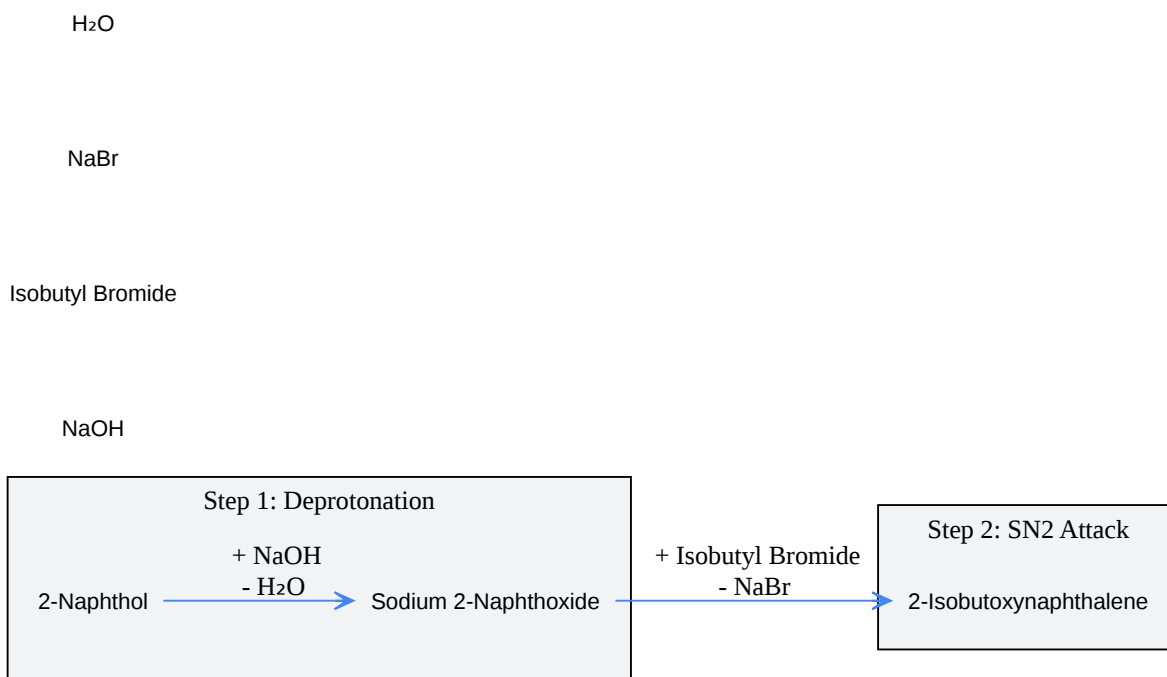 H₂O
NaBr
Isobutyl Bromide
NaOH
Step 1: Deprotonation
Step 2: SN2 Attack
+ NaOH
- H₂O
+ Isobutyl Bromide
- NaBr
2-Naphthol
Sodium 2-Naphthoxide
2-Isobutoxynaphthalene